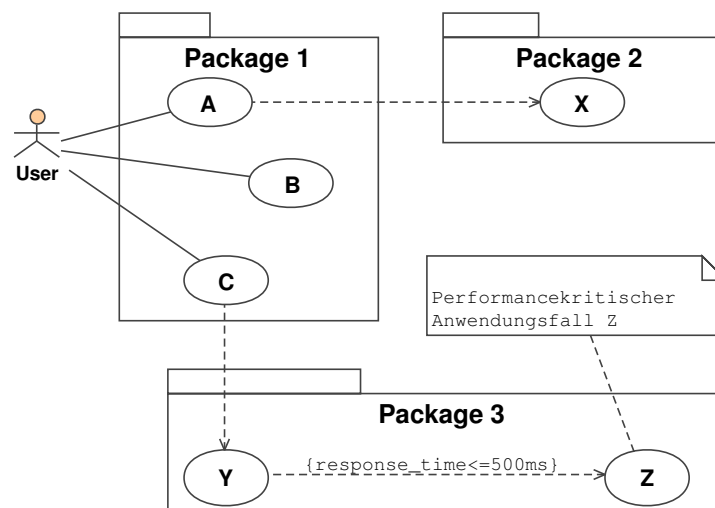 Package 1
Package 2
A
X
User
B
C
Performancekritischer
Anwendungsfall Z
Package 3
{response_time<=500ms}
Y
Z